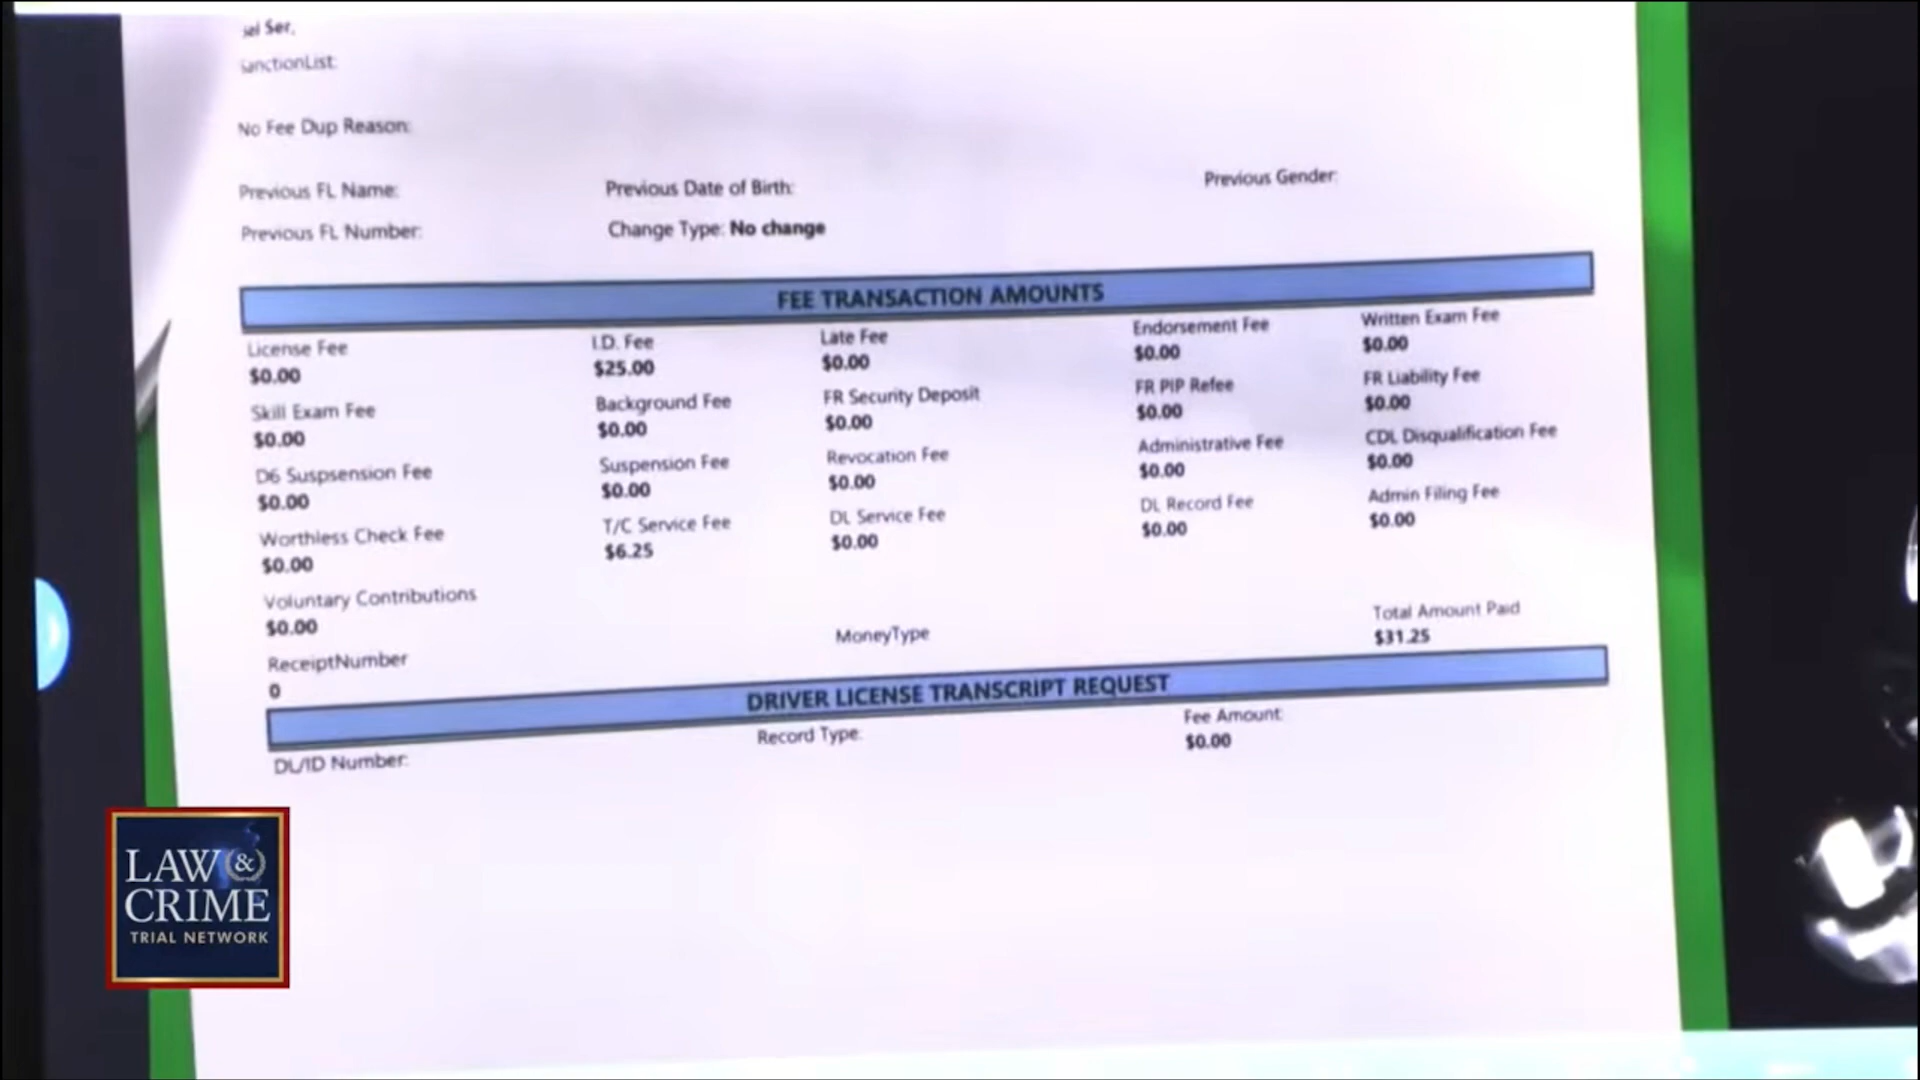 No Fee Dup Reason:
Previous FL Name: Previous Date of Birth: Previous Gender:
Previous FL Number: Change Type: No change
FEE TRANSACTION AMOUNTS
License Fee I.D. Fee Late Fee Endorsement Fee Written Exam Fee
$0.00 $25.00 $0.00 $0.00 $0.00
Skill Exam Fee Background Fee FR Security Deposit FR PIP Refee FR Liability Fee
$0.00 $0.00 $0.00 $0.00 $0.00
D6 Suspsension Fee Suspension Fee Revocation Fee Administrative Fee CDL Disqualification Fee
$0.00 $0.00 $0.00 $0.00 $0.00
Worthless Check Fee T/C Service Fee DL Service Fee DL Record Fee Admin Filing Fee
$0.00 $6.25 $0.00 $0.00 $0.00
Voluntary Contributions
$0.00
ReceiptNumber MoneyType Total Amount Paid
0 $31.25
DRIVER LICENSE TRANSCRIPT REQUEST
DL/ID Number: Record Type: Fee Amount:
$0.00
LAW &
CRIME
TRIAL NETWORK